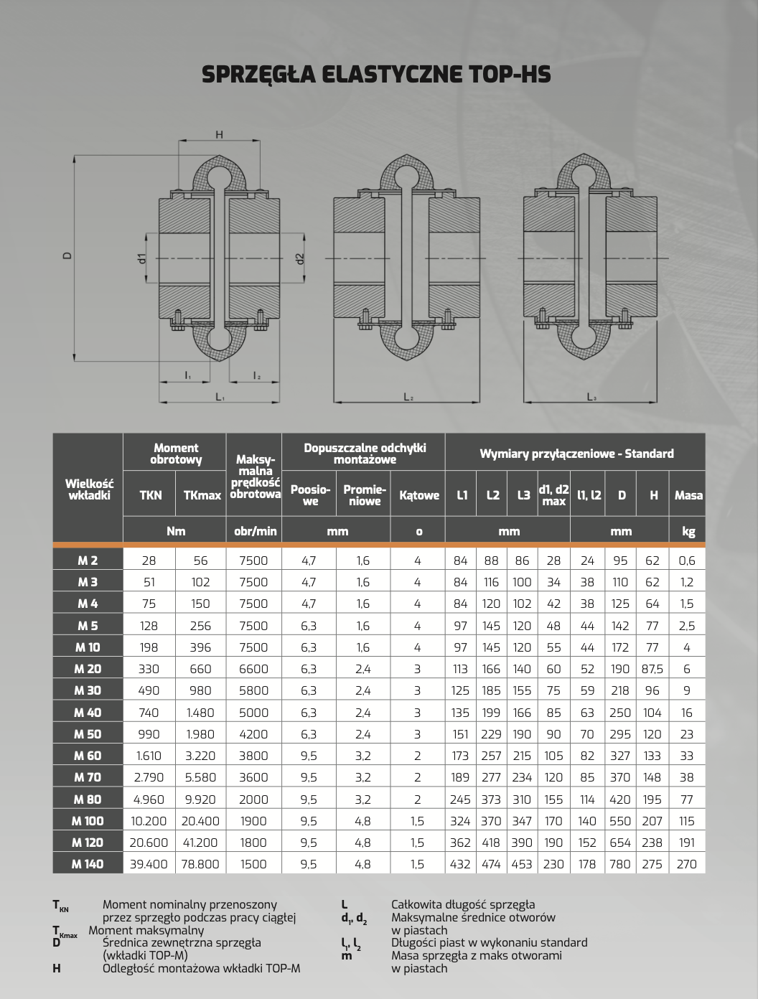 SPRZĘGŁA ELASTYCZNE TOP-HS
H
D
d1
d2
l₁
l₂
L₁
L₂
L₃
Wielkość wkładki
Moment obrotowy
Maksy-malna prędkość obrotowa
Dopuszczalne odchyłki montażowe
Wymiary przyłączeniowe - Standard
TKN TKmax Poosio-we Promie-niowe Kątowe L1 L2 L3 d1, d2 max l1, l2 D H Masa
Nm obr/min mm o mm mm kg
M 2 28 56 7500 4,7 1,6 4 84 88 86 28 24 95 62 0,6
M 3 51 102 7500 4,7 1,6 4 84 116 100 34 38 110 62 1,2
M 4 75 150 7500 4,7 1,6 4 84 120 102 42 38 125 64 1,5
M 5 128 256 7500 6,3 1,6 4 97 145 120 48 44 142 77 2,5
M 10 198 396 7500 6,3 1,6 4 97 145 120 55 44 172 77 4
M 20 330 660 6600 6,3 2,4 3 113 166 140 60 52 190 87,5 6
M 30 490 980 5800 6,3 2,4 3 125 185 155 75 59 218 96 9
M 40 740 1.480 5000 6,3 2,4 3 135 199 166 85 63 250 104 16
M 50 990 1.980 4200 6,3 2,4 3 151 229 190 90 70 295 120 23
M 60 1.610 3.220 3800 9,5 3,2 2 173 257 215 105 82 327 133 33
M 70 2.790 5.580 3600 9,5 3,2 2 189 277 234 120 85 370 148 38
M 80 4.960 9.920 2000 9,5 3,2 2 245 373 310 155 114 420 195 77
M 100 10.200 20.400 1900 9,5 4,8 1,5 324 370 347 170 140 550 207 115
M 120 20.600 41.200 1800 9,5 4,8 1,5 362 418 390 190 152 654 238 191
M 140 39.400 78.800 1500 9,5 4,8 1,5 432 474 453 230 178 780 275 270
TKN Moment nominalny przenoszony
przez sprzęgło podczas pracy ciągłej
TKmax Moment maksymalny
D Średnica zewnętrzna sprzęgła
(wkładki TOP-M)
H Odległość montażowa wkładki TOP-M
L Całkowita długość sprzęgła
d₁, d₂ Maksymalne średnice otworów
w piastach
l₁, l₂ Długości piast w wykonaniu standard
m Masa sprzęgła z maks otworami
w piastach